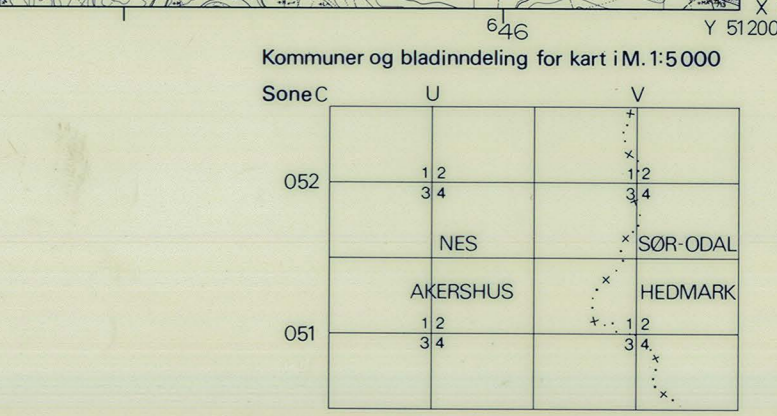 X
646
Y 51200
Kommuner og bladinndeling for kart i M. 1:5000
Sone C U V
1 2 1 2
052
3 4 3 4
NES SØR-ODAL
AKERSHUS HEDMARK
1 2 1 2
051
3 4 3 4